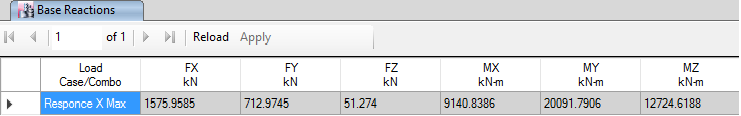 Base Reactions
1 of 1 Reload Apply
Load Case/Combo FX kN FY kN FZ kN MX kN-m MY kN-m MZ kN-m
Responce X Max 1575.9585 712.9745 51.274 9140.8386 20091.7906 12724.6188